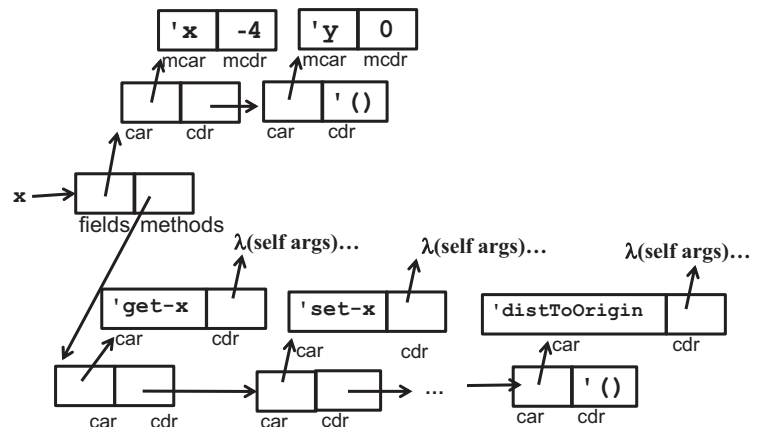 'x -4 'y 0
mcar mcdr mcar mcdr
'()
car cdr car cdr
x
fields methods
λ(self args)… λ(self args)… λ(self args)…
'get-x 'set-x 'distToOrigin
car cdr car cdr car cdr
... '()
car cdr car cdr car cdr